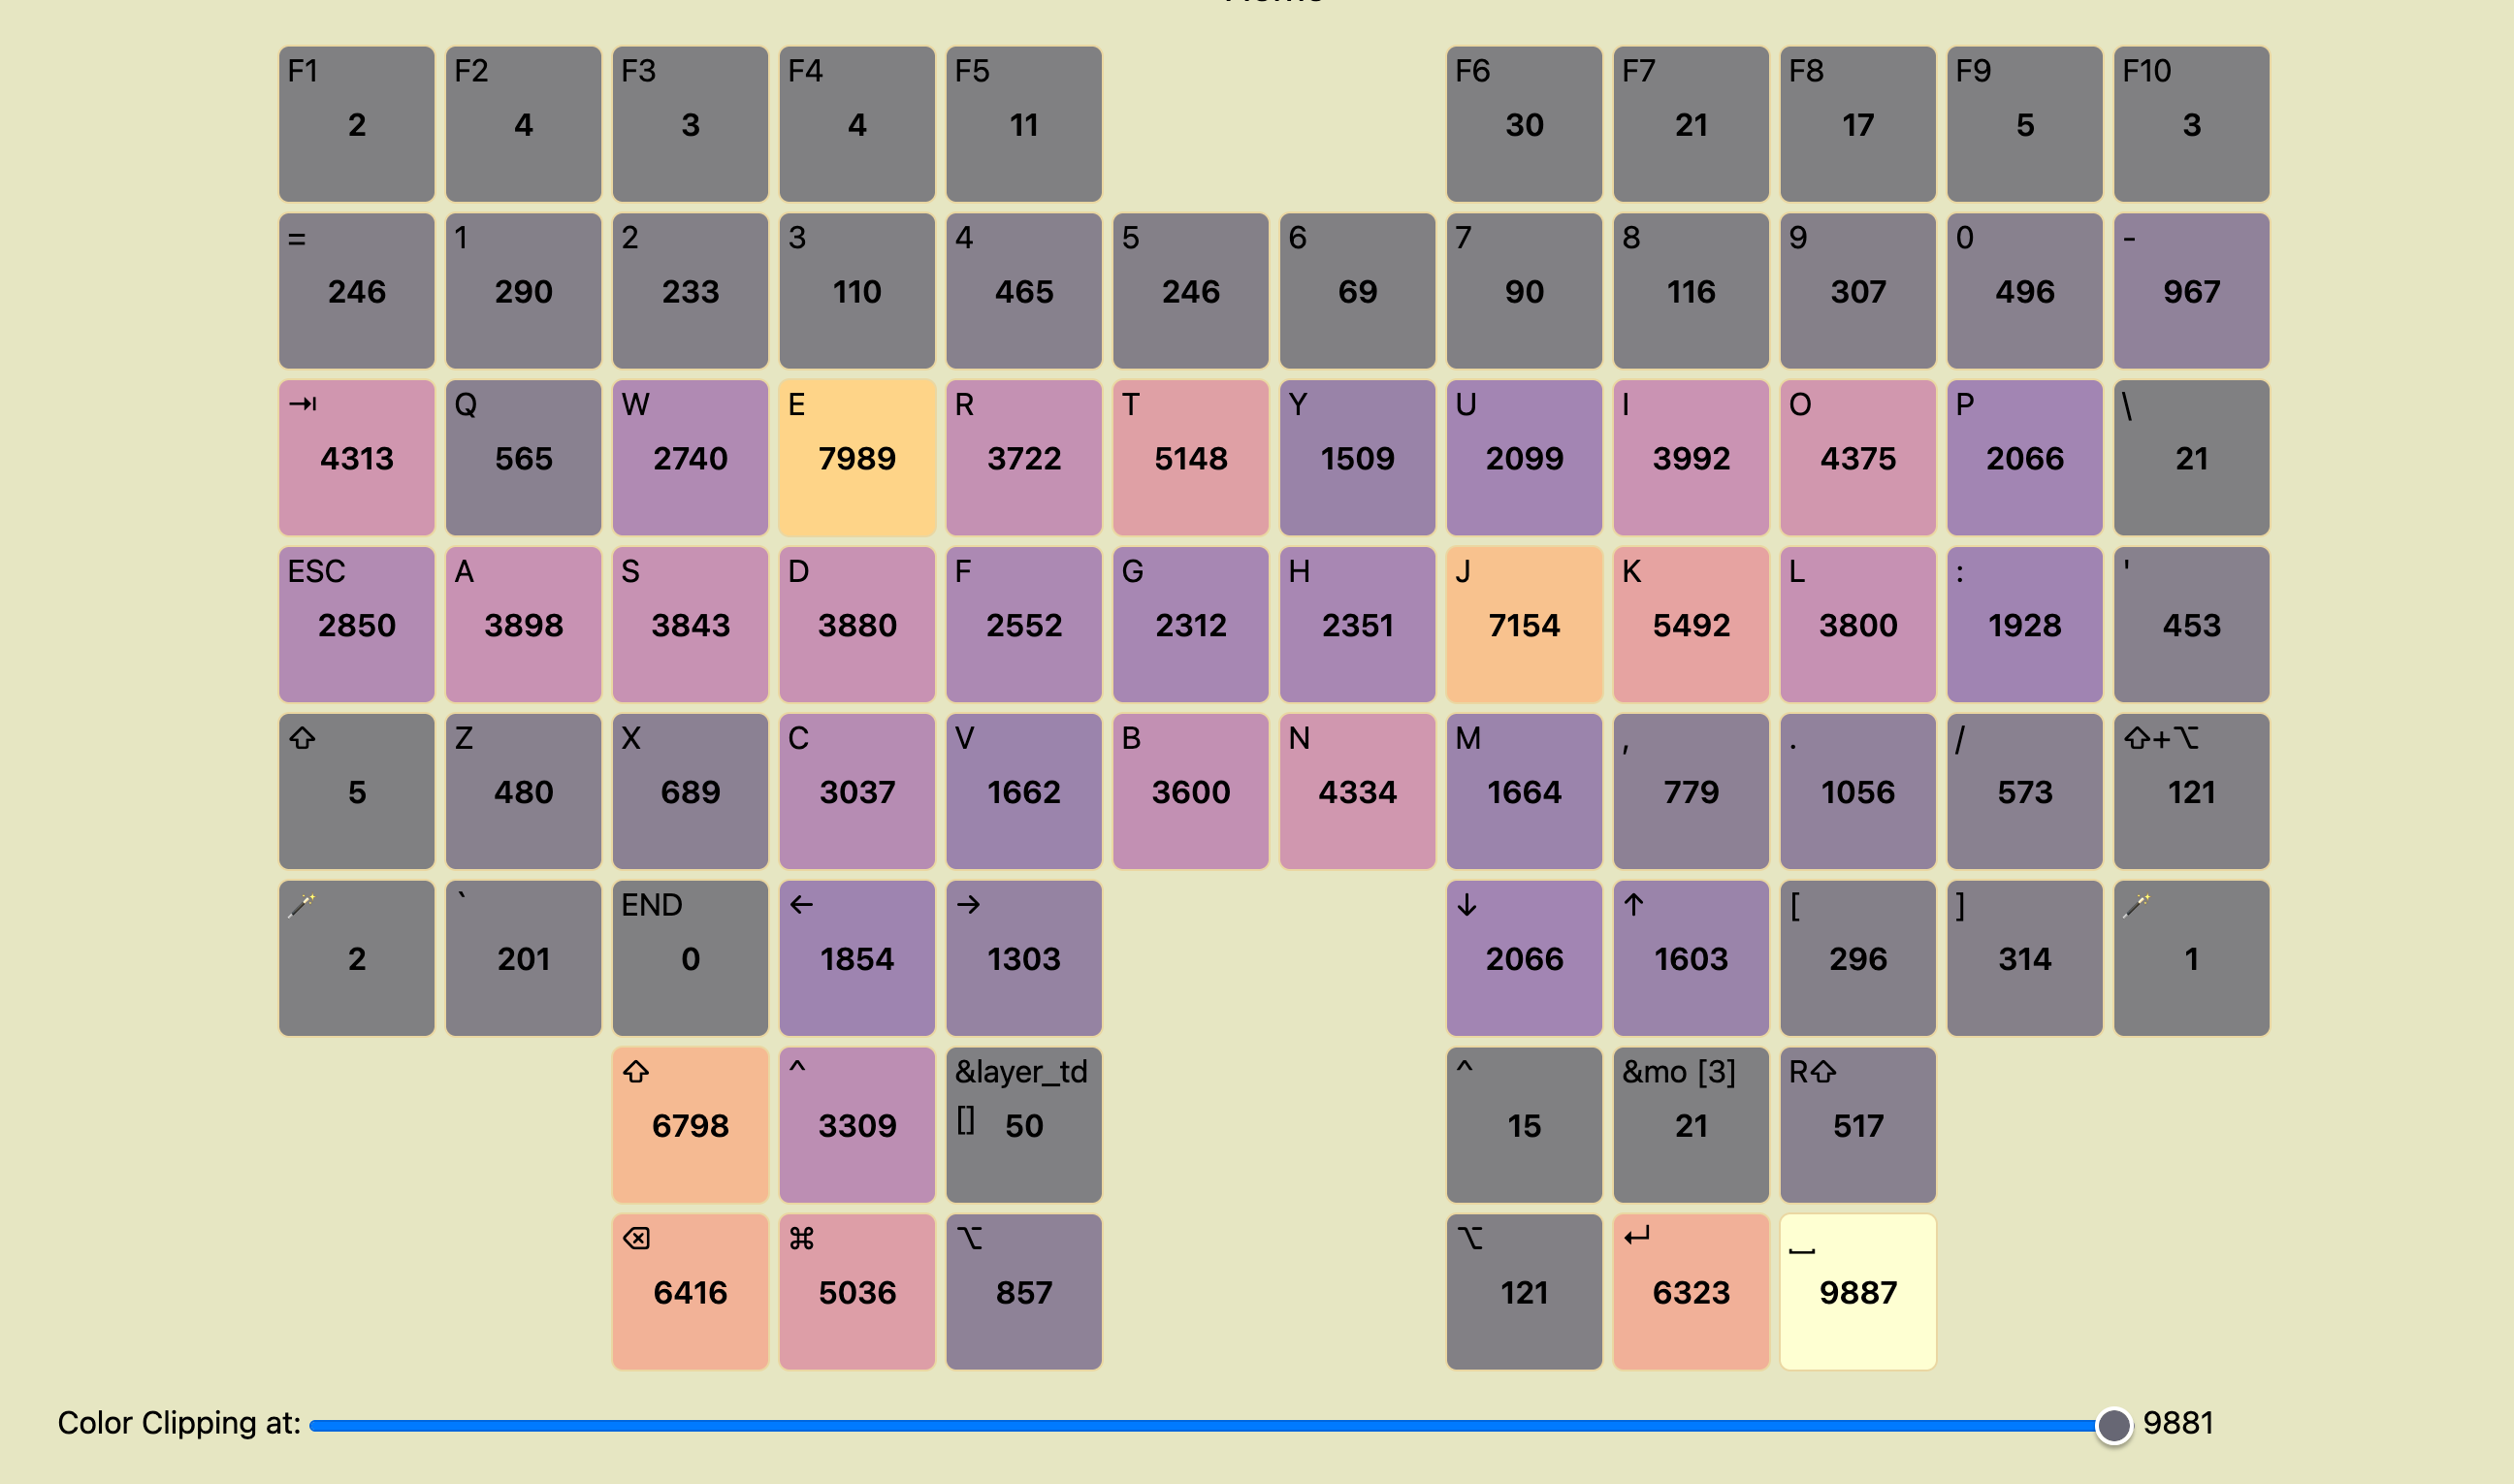 F1 F2 F3 F4 F5 F6 F7 F8 F9 F10
2 4 3 4 11 30 21 17 5 3
= 1 2 3 4 5 6 7 8 9 0 -
246 290 233 110 465 246 69 90 116 307 496 967
⇥ Q W E R T Y U I O P \
4313 565 2740 7989 3722 5148 1509 2099 3992 4375 2066 21
ESC A S D F G H J K L : '
2850 3898 3843 3880 2552 2312 2351 7154 5492 3800 1928 453
⇧ Z X C V B N M , . / ⇧+⌥
5 480 689 3037 1662 3600 4334 1664 779 1056 573 121
` END ← → ↓ ↑ [ ]
2 201 0 1854 1303 2066 1603 296 314 1
⇧ ^ &layer_td ^ &mo [3] R⇧
6798 3309 [] 50 15 21 517
⌫ ⌘ ⌥ ⌥ ↵ ⎵
6416 5036 857 121 6323 9887
Color Clipping at: 9881